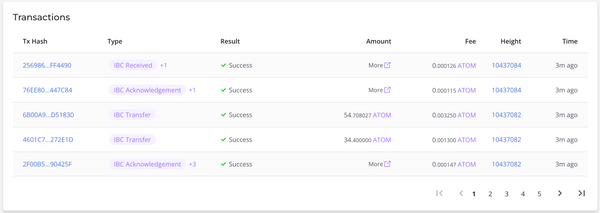 Transactions
Tx Hash Type Result Amount Fee Height Time
256986...FF4490 IBC Received +1 Success More 0.000126 ATOM 10437084 3m ago
76EE80...447C84 IBC Acknowledgement +1 Success More 0.000115 ATOM 10437084 3m ago
6B00A9...D51830 IBC Transfer Success 54.708027 ATOM 0.003250 ATOM 10437082 3m ago
4601C7...272E1D IBC Transfer Success 34.400000 ATOM 0.001300 ATOM 10437082 3m ago
2F00B5...90425F IBC Acknowledgement +3 Success More 0.000147 ATOM 10437082 3m ago
1 2 3 4 5